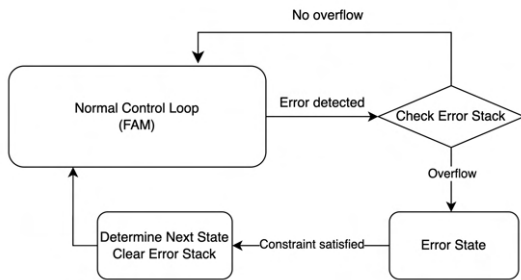 No overflow
Normal Control Loop
(FAM)
Error detected
Check Error Stack
Overflow
Determine Next State
Clear Error Stack
Constraint satisfied
Error State